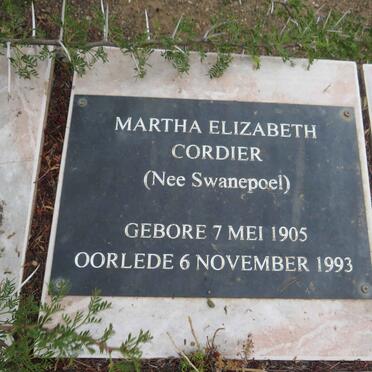 MARTHA ELIZABETH
CORDIER
(Nee Swanepoel)
GEBORE 7 MEI 1905
OORLEDE 6 NOVEMBER 1993